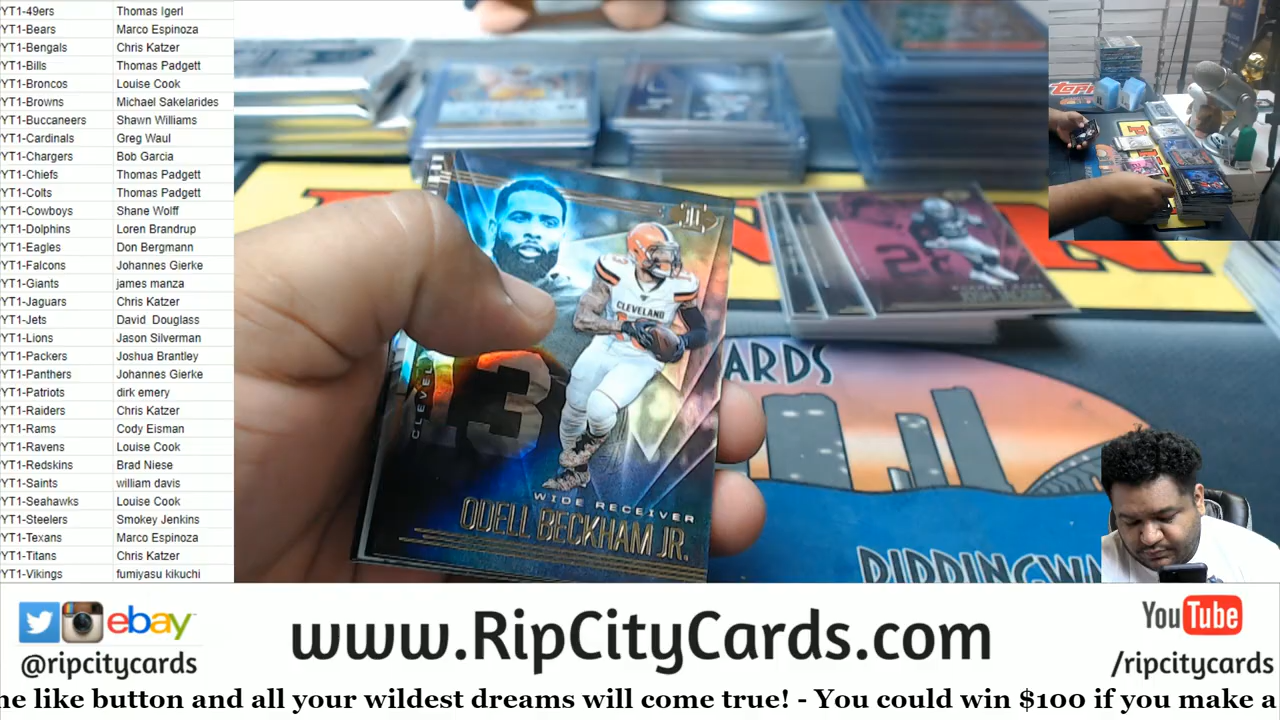 YT1-49ers Thomas Igerl
YT1-Bears Marco Espinoza
YT1-Bengals Chris Katzer
YT1-Bills Thomas Padgett
YT1-Broncos Louise Cook
YT1-Browns Michael Sakelarides
YT1-Buccaneers Shawn Williams
YT1-Cardinals Greg Waul
YT1-Chargers Bob Garcia
YT1-Chiefs Thomas Padgett
YT1-Colts Thomas Padgett
YT1-Cowboys Shane Wolff
YT1-Dolphins Loren Brandrup
YT1-Eagles Don Bergmann
YT1-Falcons Johannes Gierke
YT1-Giants james manza
YT1-Jaguars Chris Katzer
YT1-Jets David Douglass
YT1-Lions Jason Silverman
YT1-Packers Joshua Brantley
YT1-Panthers Johannes Gierke
YT1-Patriots dirk emery
YT1-Raiders Chris Katzer
YT1-Rams Cody Eisman
YT1-Ravens Louise Cook
YT1-Redskins Brad Niese
YT1-Saints william davis
YT1-Seahawks Louise Cook
YT1-Steelers Smokey Jenkins
YT1-Texans Marco Espinoza
YT1-Titans Chris Katzer
YT1-Vikings fumiyasu kikuchi
CLEVELAND
13
WIDE RECEIVER
ODELL BECKHAM JR.
28
ARDS
ebay
@ripcitycards
www.RipCityCards.com
YouTube
/ripcitycards
like button and all your wildest dreams will come true! - You could win $100 if you make a